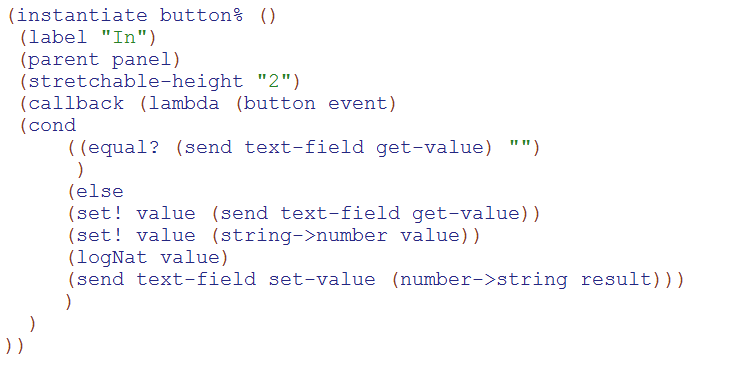 (instantiate button% ()
(label "In")
(parent panel)
(stretchable-height "2")
(callback (lambda (button event)
(cond
((equal? (send text-field get-value) "")
)
(else
(set! value (send text-field get-value))
(set! value (string->number value))
(logNat value)
(send text-field set-value (number->string result)))
)
)
))